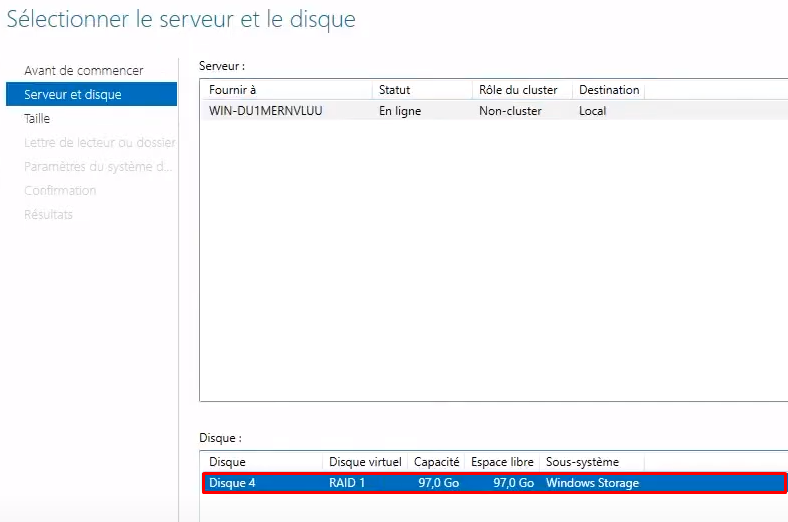 Sélectionner le serveur et le disque
Avant de commencer
Serveur et disque
Taille
Lettre de lecteur ou dossier
Paramètres du système d...
Confirmation
Résultats
Serveur :
Fournir à Statut Rôle du cluster Destination
WIN-DU1MERNVLUU En ligne Non-cluster Local
Disque :
Disque Disque virtuel Capacité Espace libre Sous-système
Disque 4 RAID 1 97,0 Go 97,0 Go Windows Storage